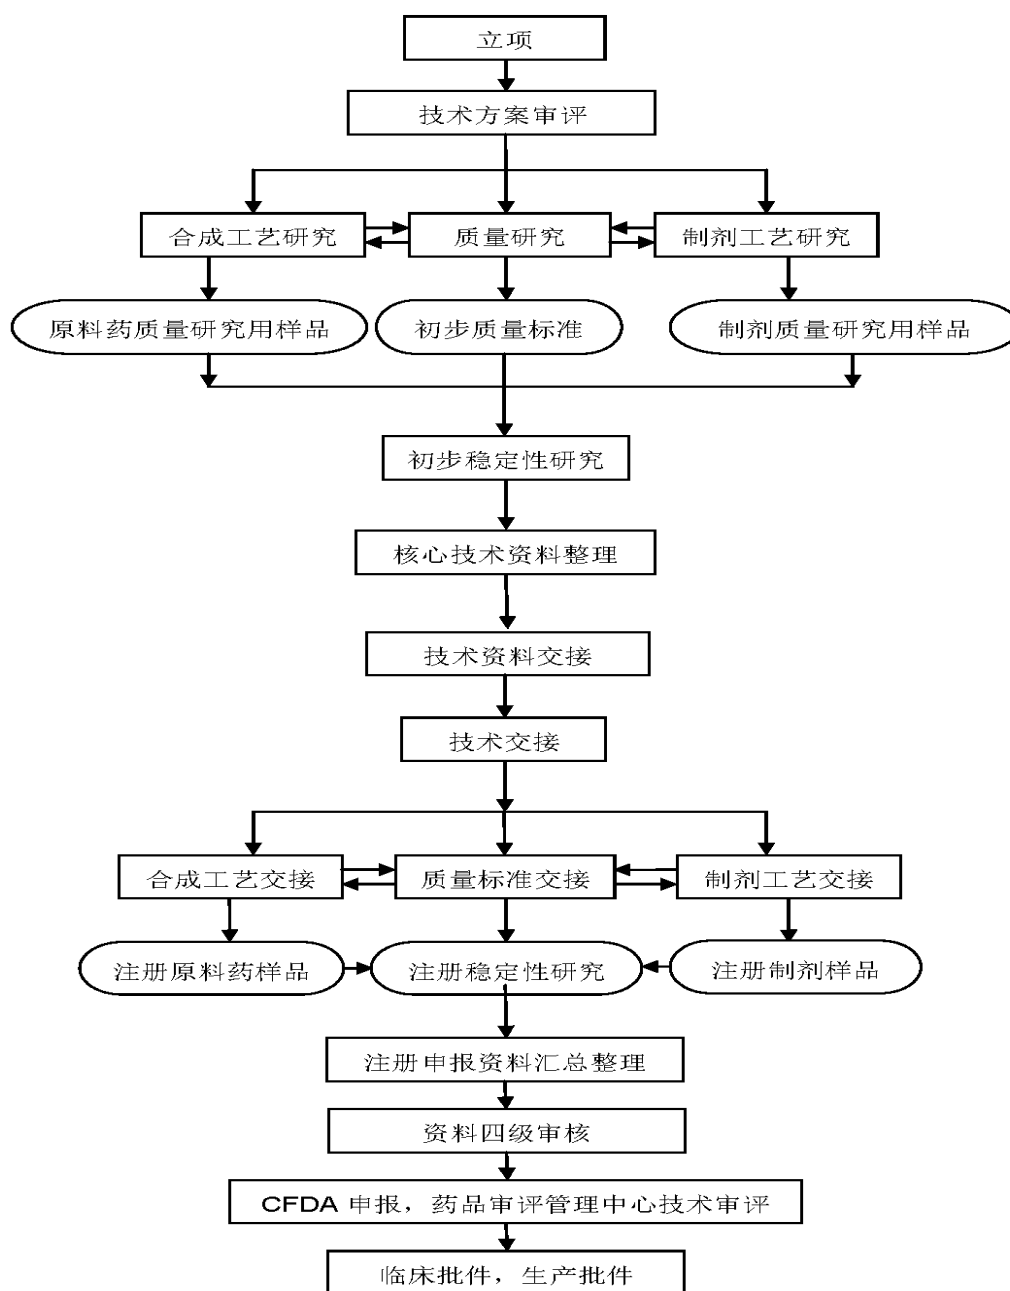 立项
技术方案审评
合成工艺研究
质量研究
制剂工艺研究
原料药质量研究用样品
初步质量标准
制剂质量研究用样品
初步稳定性研究
核心技术资料整理
技术资料交接
技术交接
合成工艺交接
质量标准交接
制剂工艺交接
注册原料药样品
注册稳定性研究
注册制剂样品
注册申报资料汇总整理
资料四级审核
CFDA 申报，药品审评管理中心技术审评
临床批件，生产批件